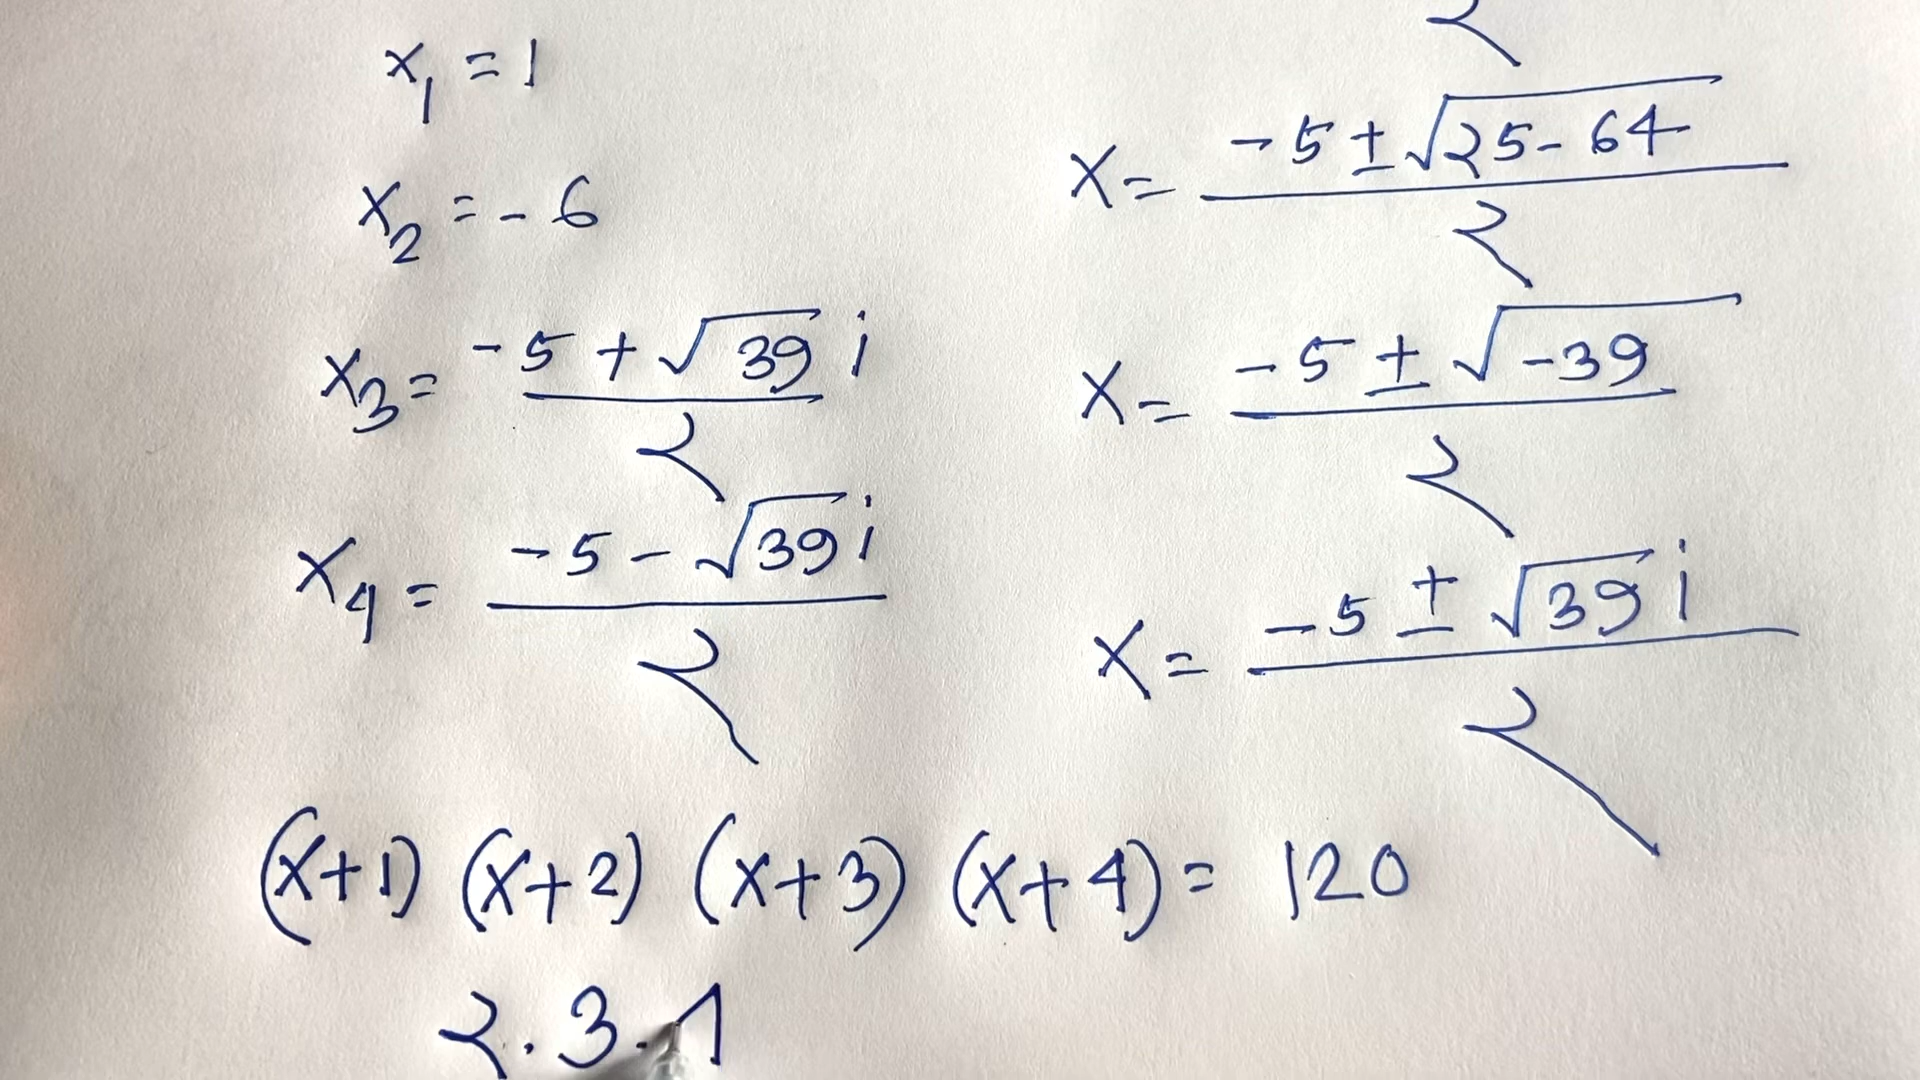 x₁ = 1
x₂ = - 6
x₃ = (-5 + √39 i) / 2
x₄ = (-5 - √39 i) / 2
2
x = (-5 ± √(25 - 64)) / 2
x = (-5 ± √(-39)) / 2
x = (-5 ± √39 i) / 2
(x+1) (x+2) (x+3) (x+4) = 120
2 . 3 .